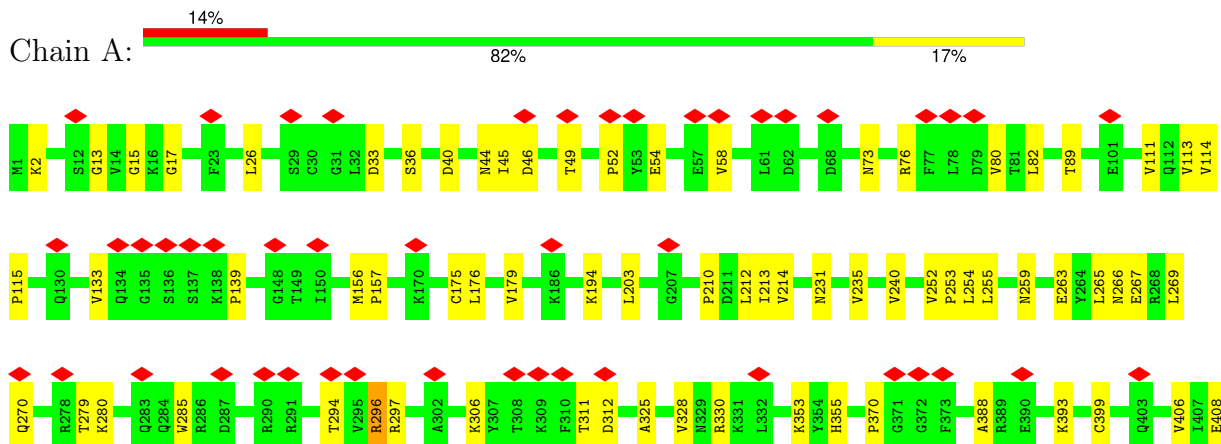 14%
Chain A:
82% 17%
M1 K2 S12 G13 V14 G15 K16 G17 F23 L26 S29 C30 G31 L32 D33 S36 D40 N44 I45 D46 T49 P52 Y53 E54 E57 V58 L61 D62 D68 N73 R76 F77 L78 D79 V80 T81 L82 T89 E101 V111 Q112 V113 V114
P115 Q130 V133 Q134 G135 S136 S137 K138 P139 G148 T149 I150 M156 P157 K170 C175 L176 V179 K186 K194 L203 G207 P210 D211 L212 I213 V214 N231 V235 V240 V252 P253 L254 L255 N259 E263 Y264 L265 N266 E267 R268 L269
Q270 R278 T279 K280 Q283 Q284 W285 R286 D287 R290 R291 T294 V295 R296 R297 A302 K306 Y307 T308 K309 F310 T311 D312 A325 V328 N329 R330 K331 L332 K353 Y354 H355 P370 G371 G372 F373 A388 R389 E390 K393 C399 Q403 V406 I407 E408